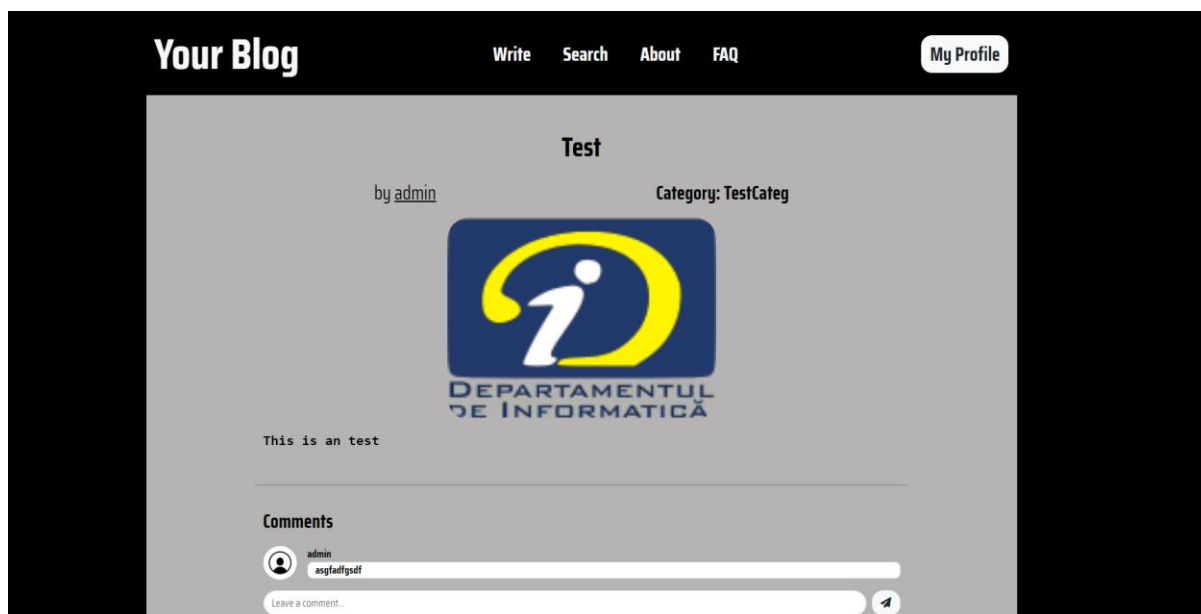 Your Blog
Write Search About FAQ
My Profile
Test
by admin
Category: TestCateg
DEPARTAMENTUL
DE INFORMATICĂ
This is an test
Comments
admin
asgfadfgsdf
Leave a comment...